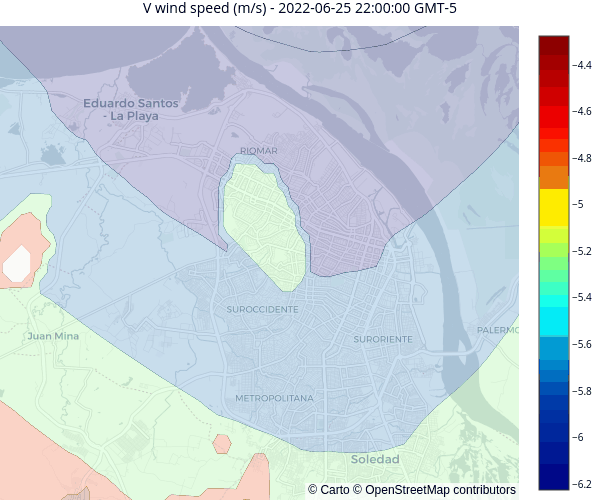 V wind speed (m/s) - 2022-06-25 22:00:00 GMT-5
Eduardo Santos
- La Playa
RIOMAR
SUROCCIDENTE
SURORIENTE
PALERMO
Juan Mina
METROPOLITANA
Soledad
© Carto © OpenStreetMap contributors
−4.4
−4.6
−4.8
−5
−5.2
−5.4
−5.6
−5.8
−6
−6.2